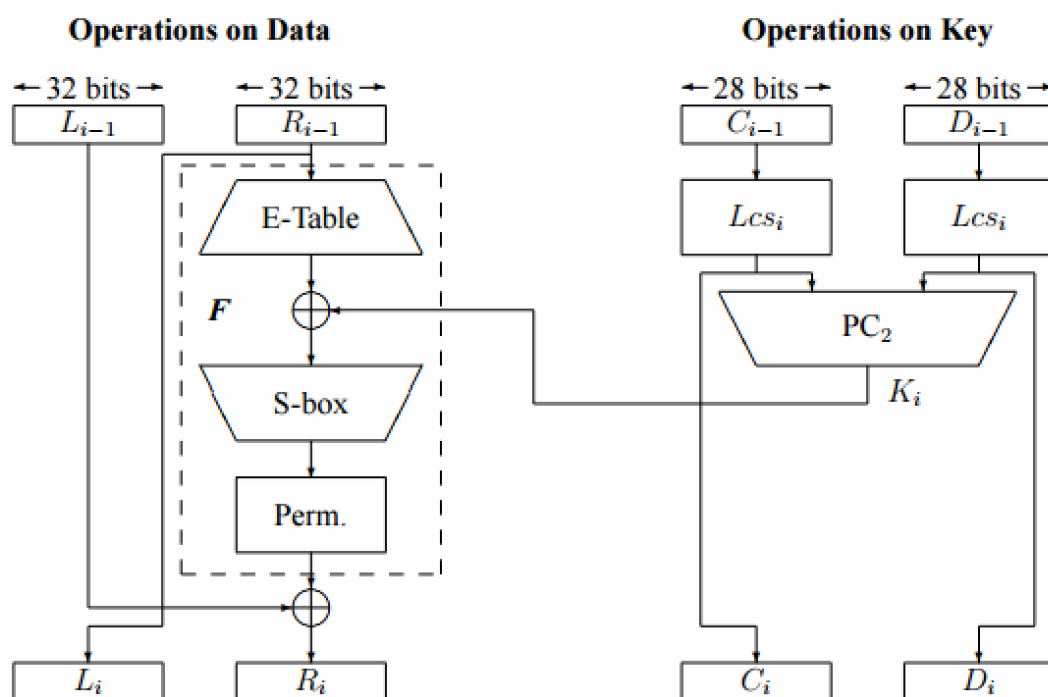 Operations on Data
Operations on Key
32 bits
32 bits
28 bits
28 bits
L_{i-1}
R_{i-1}
C_{i-1}
D_{i-1}
E-Table
Lcs_i
Lcs_i
F
PC_2
S-box
K_i
Perm.
L_i
R_i
C_i
D_i